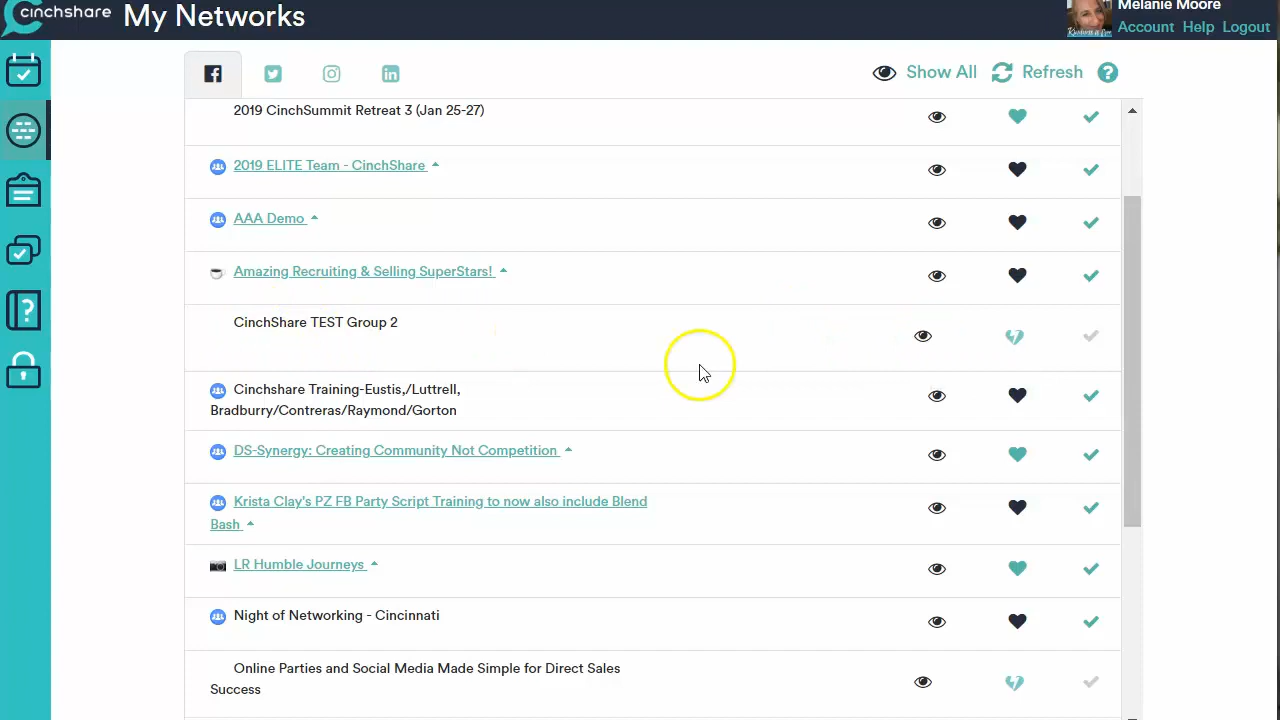 cinchshare
My Networks
Melanie Moore
Account Help Logout
Show All
Refresh
?
2019 CinchSummit Retreat 3 (Jan 25-27)
2019 ELITE Team - CinchShare
AAA Demo
Amazing Recruiting & Selling SuperStars!
CinchShare TEST Group 2
Cinchshare Training-Eustis,/Luttrell,
Bradburry/Contreras/Raymond/Gorton
DS-Synergy: Creating Community Not Competition
Krista Clay's PZ FB Party Script Training to now also include Blend
Bash
LR Humble Journeys
Night of Networking - Cincinnati
Online Parties and Social Media Made Simple for Direct Sales
Success